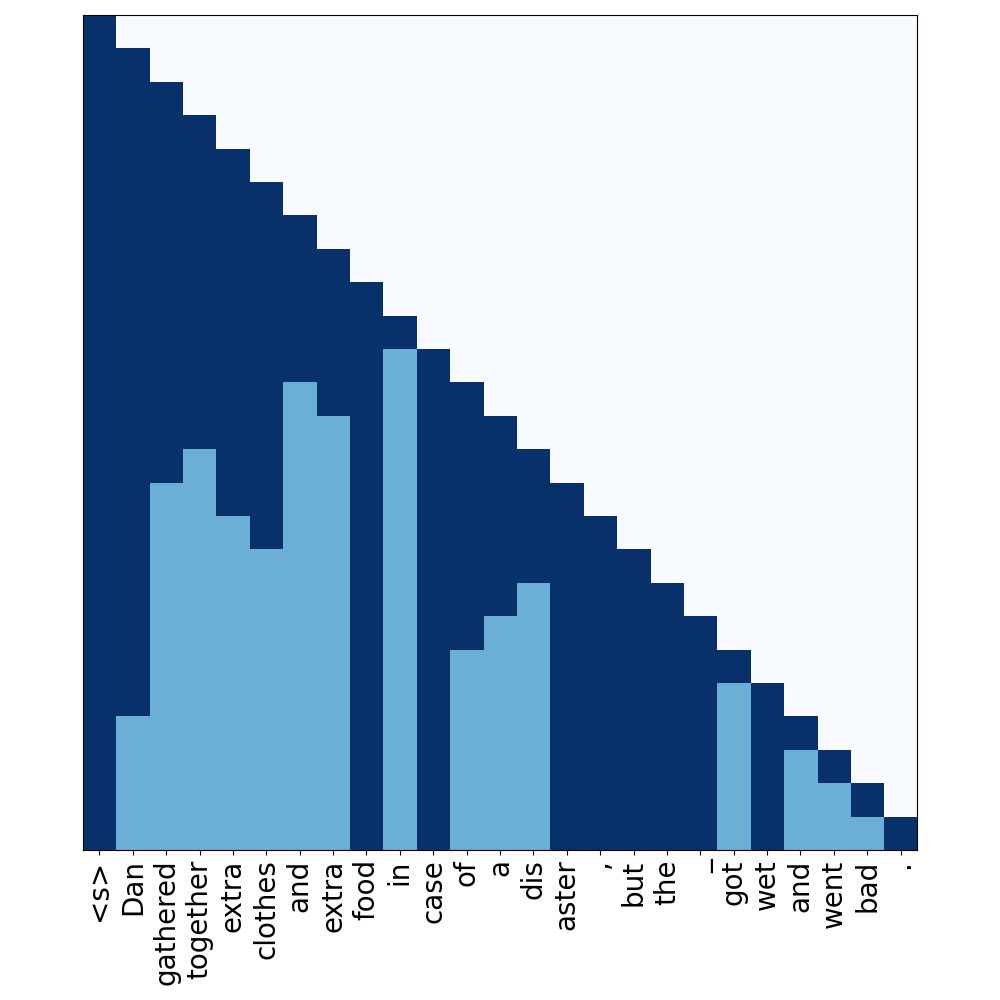 <s> Dan gathered together extra clothes and extra food in case of a dis aster , but the _ got wet and went bad .